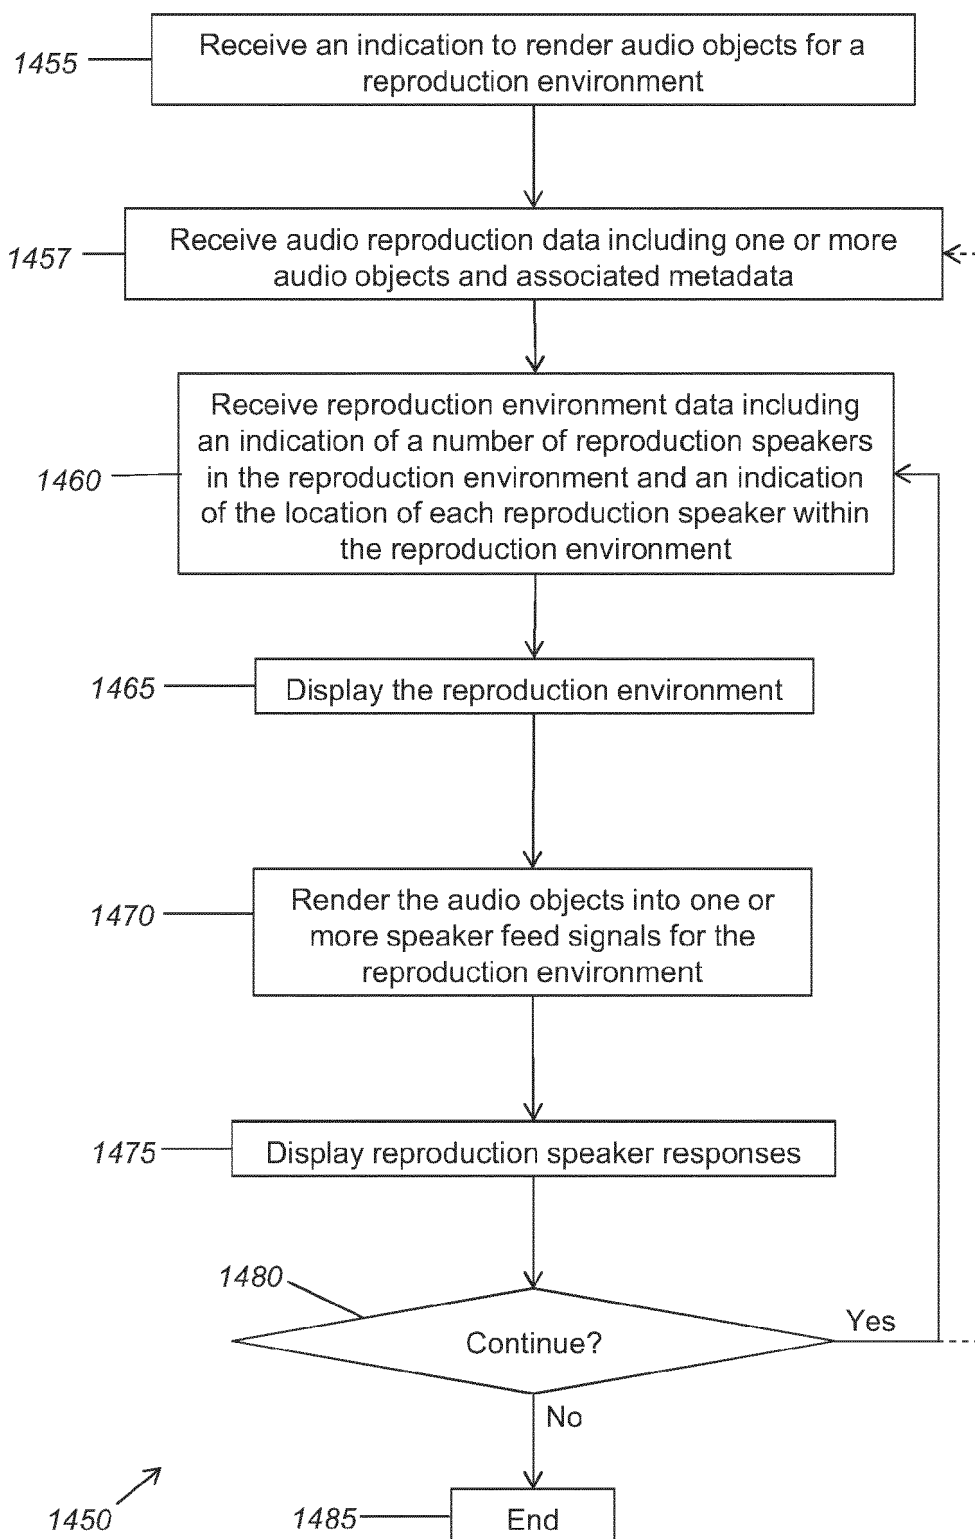 1455
Receive an indication to render audio objects for a
reproduction environment
1457
Receive audio reproduction data including one or more
audio objects and associated metadata
1460
Receive reproduction environment data including
an indication of a number of reproduction speakers
in the reproduction environment and an indication
of the location of each reproduction speaker within
the reproduction environment
1465
Display the reproduction environment
1470
Render the audio objects into one or
more speaker feed signals for the
reproduction environment
1475
Display reproduction speaker responses
1480
Continue?
Yes
No
1450
1485
End